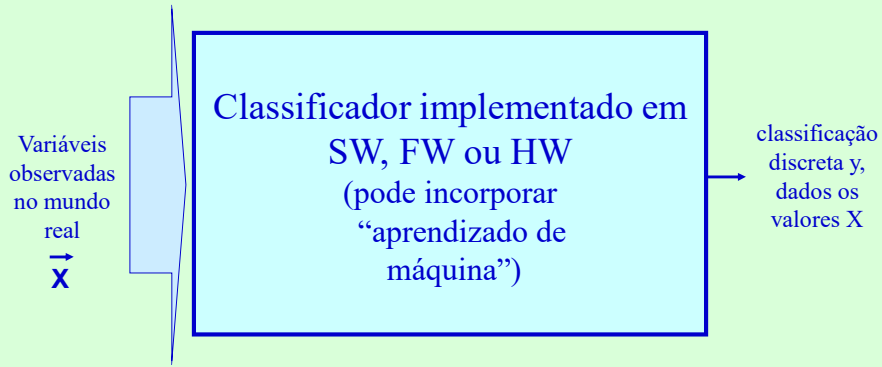 Variáveis
observadas
no mundo
real
X
Classificador implementado em
SW, FW ou HW
(pode incorporar
“aprendizado de
máquina”)
classificação
discreta y,
dados os
valores X